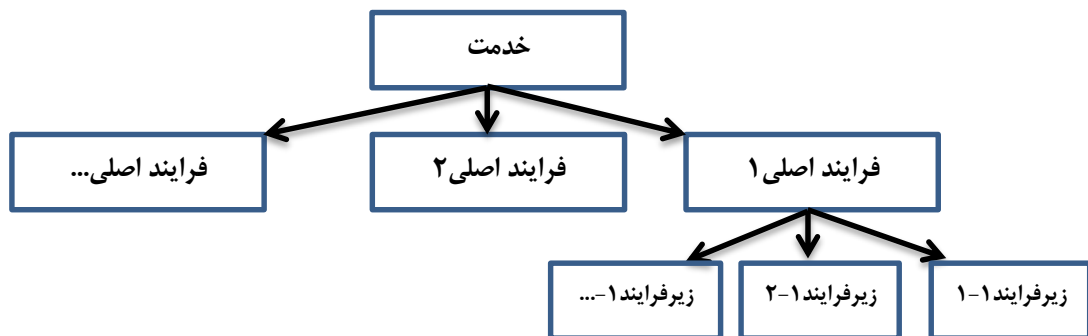 خدمت
فرایند اصلی۱
فرایند اصلی۲
فرایند اصلی...
زیرفرایند۱-۱
زیرفرایند۱-۲
زیرفرایند۱-...